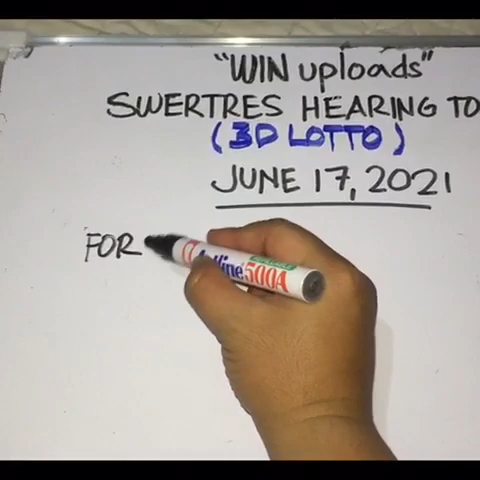 "WIN uploads"
SWERTRES HEARING TO
(3D LOTTO)
JUNE 17, 2021
FOR
Artline 500A